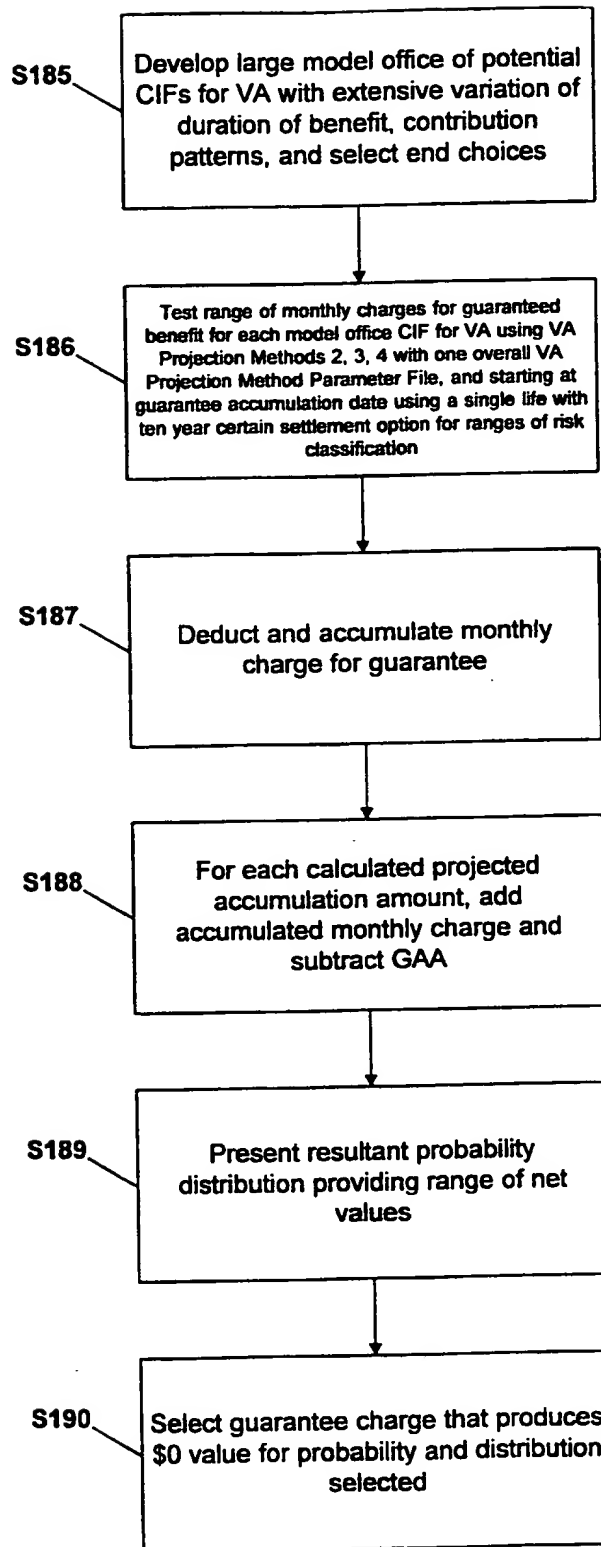 S185
Develop large model office of potential
CIFs for VA with extensive variation of
duration of benefit, contribution
patterns, and select end choices
S186
Test range of monthly charges for guaranteed
benefit for each model office CIF for VA using VA
Projection Methods 2, 3, 4 with one overall VA
Projection Method Parameter File, and starting at
guarantee accumulation date using a single life with
ten year certain settlement option for ranges of risk
classification
S187
Deduct and accumulate monthly
charge for guarantee
S188
For each calculated projected
accumulation amount, add
accumulated monthly charge and
subtract GAA
S189
Present resultant probability
distribution providing range of net
values
S190
Select guarantee charge that produces
$0 value for probability and distribution
selected